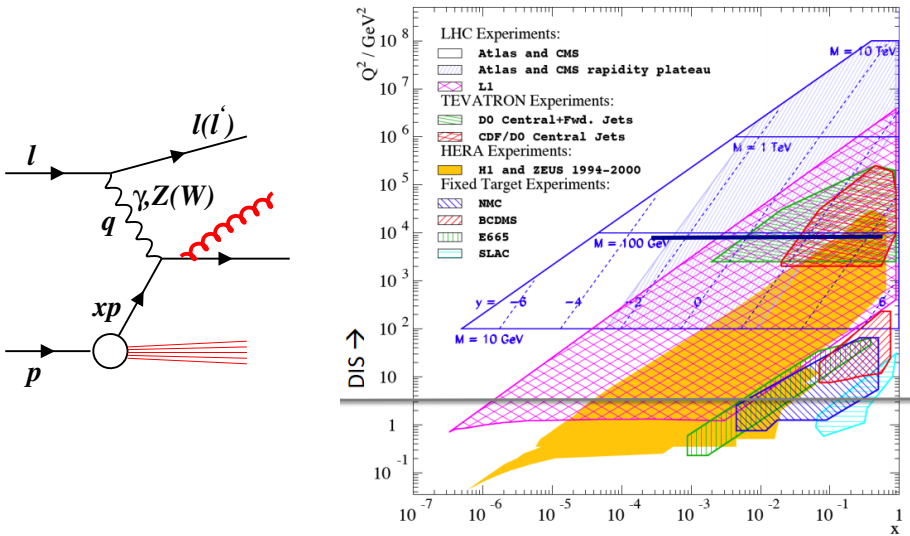 l
l(l‘)
γ,Z(W)
q
xp
p
Q² / GeV²
10⁸
10⁷
10⁶
10⁵
10⁴
10³
10²
10
1
10⁻¹
DIS →
LHC Experiments:
Atlas and CMS
Atlas and CMS rapidity plateau
L1
TEVATRON Experiments:
D0 Central+Fwd. Jets
CDF/D0 Central Jets
HERA Experiments:
H1 and ZEUS 1994-2000
Fixed Target Experiments:
NMC
BCDMS
E665
SLAC
M = 10 TeV
M = 1 TeV
M = 100 GeV
y = -6 -4 -2 0 6
M = 10 GeV
10⁻⁷ 10⁻⁶ 10⁻⁵ 10⁻⁴ 10⁻³ 10⁻² 10⁻¹ 1
x